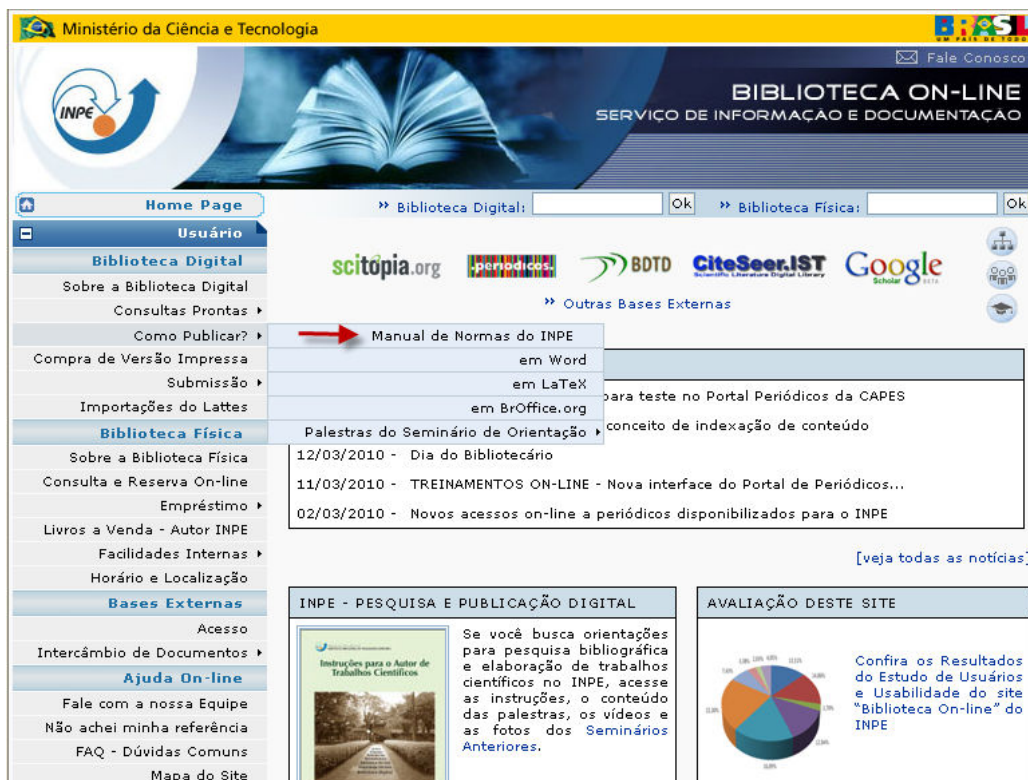 Ministério da Ciência e Tecnologia
BRASIL
UM PAÍS DE TODOS
Fale Conosco
INPE
BIBLIOTECA ON-LINE
SERVIÇO DE INFORMAÇÃO E DOCUMENTAÇÃO
Home Page
Biblioteca Digital: Ok
Biblioteca Física: Ok
Usuário
Biblioteca Digital
Sobre a Biblioteca Digital
Consultas Prontas
Como Publicar?
Compra de Versão Impressa
Submissão
Importações do Lattes
Biblioteca Física
Sobre a Biblioteca Física
Consulta e Reserva On-line
Empréstimo
Livros a Venda - Autor INPE
Facilidades Internas
Horário e Localização
Bases Externas
Acesso
Intercâmbio de Documentos
Ajuda On-line
Fale com a nossa Equipe
Não achei minha referência
FAQ - Dúvidas Comuns
Mapa do Site
scitopia.org
.periodicos.
BDTD
CiteSeer.IST
Scientific Literature Digital Library
Google
Scholar BETA
Outras Bases Externas
Manual de Normas do INPE
em Word
em LaTeX
em BrOffice.org
Palestras do Seminário de Orientação
para teste no Portal Periódicos da CAPES
conceito de indexação de conteúdo
12/03/2010 - Dia do Bibliotecário
11/03/2010 - TREINAMENTOS ON-LINE - Nova interface do Portal de Periódicos...
02/03/2010 - Novos acessos on-line a periódicos disponibilizados para o INPE
[veja todas as notícias]
INPE - PESQUISA E PUBLICAÇÃO DIGITAL
Instruções para o Autor de
Trabalhos Científicos
Se você busca orientações
para pesquisa bibliográfica
e elaboração de trabalhos
científicos no INPE, acesse
as instruções, o conteúdo
das palestras, os vídeos e
as fotos dos Seminários
Anteriores.
AVALIAÇÃO DESTE SITE
Confira os Resultados
do Estudo de Usuários
e Usabilidade do site
"Biblioteca On-line" do
INPE